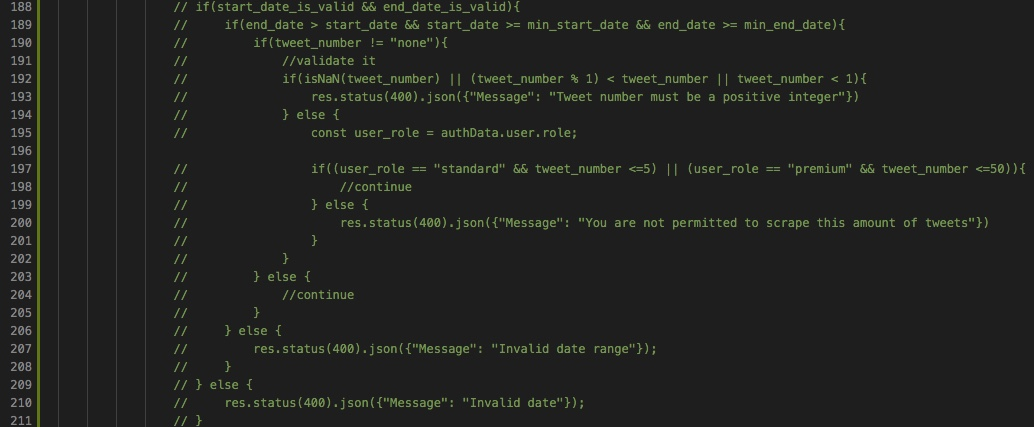 188 // if(start_date_is_valid && end_date_is_valid){
189 //     if(end_date > start_date && start_date >= min_start_date && end_date >= min_end_date){
190 //         if(tweet_number != "none"){
191 //             //validate it
192 //             if(isNaN(tweet_number) || (tweet_number % 1) < tweet_number || tweet_number < 1){
193 //                 res.status(400).json({"Message": "Tweet number must be a positive integer"})
194 //             } else {
195 //                 const user_role = authData.user.role;
196
197 //                 if((user_role == "standard" && tweet_number <=5) || (user_role == "premium" && tweet_number <=50)){
198 //                     //continue
199 //                 } else {
200 //                     res.status(400).json({"Message": "You are not permitted to scrape this amount of tweets"})
201 //                 }
202 //             }
203 //         } else {
204 //             //continue
205 //         }
206 //     } else {
207 //         res.status(400).json({"Message": "Invalid date range"});
208 //     }
209 // } else {
210 //     res.status(400).json({"Message": "Invalid date"});
211 // }